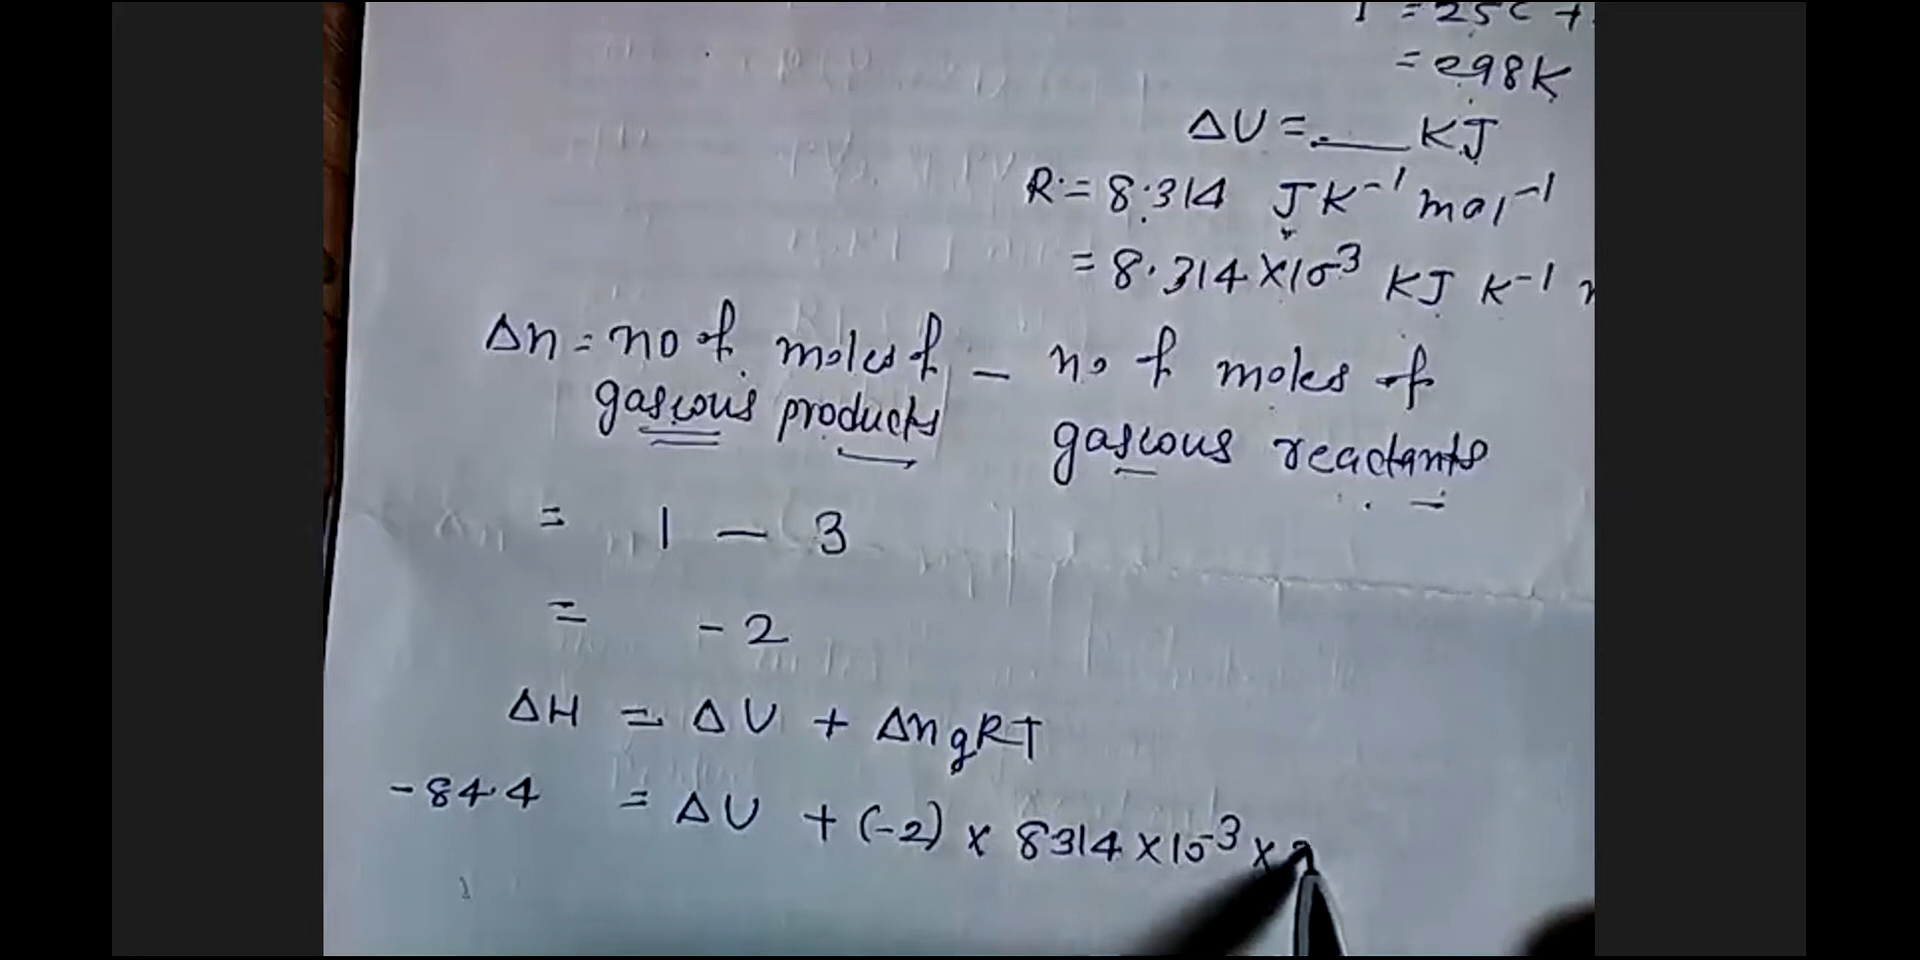 T = 25C +
= 298K
ΔU = ___ KJ
R = 8.314 J K⁻¹ mol⁻¹
= 8.314 X 10⁻³ KJ K⁻¹
Δn = no of moles of – no of moles of
gaseous products gaseous reactants
= 1 – 3
= -2
ΔH = ΔU + ΔngRT
-84.4 = ΔU + (-2) x 8314 X 10⁻³ x